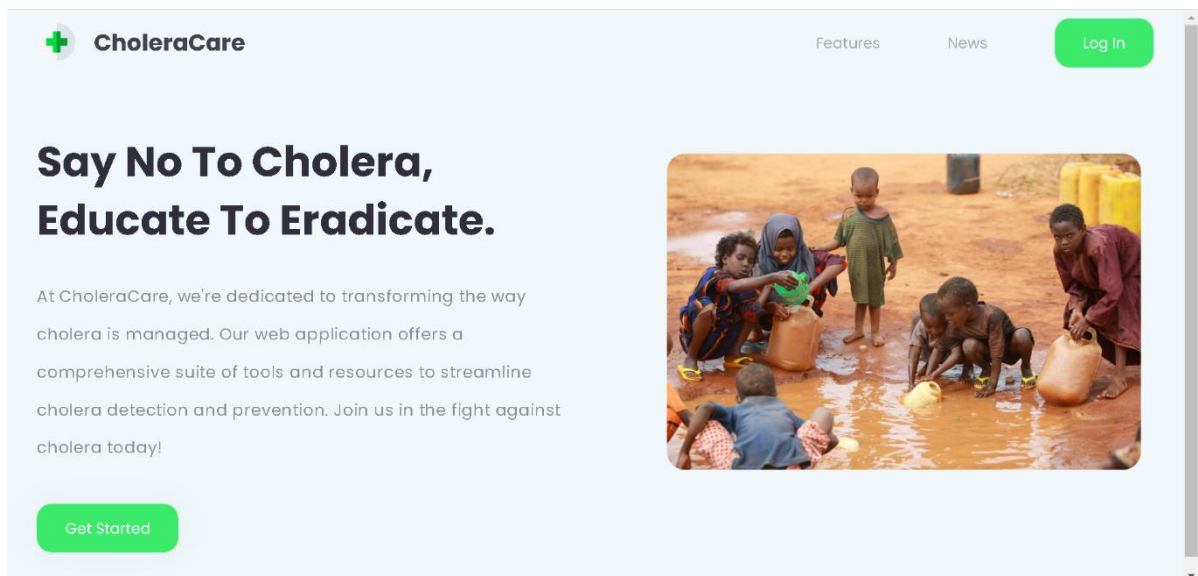 CholeraCare
Features
News
Log In
Say No To Cholera,
Educate To Eradicate.
At CholeraCare, we're dedicated to transforming the way
cholera is managed. Our web application offers a
comprehensive suite of tools and resources to streamline
cholera detection and prevention. Join us in the fight against
cholera today!
Get Started